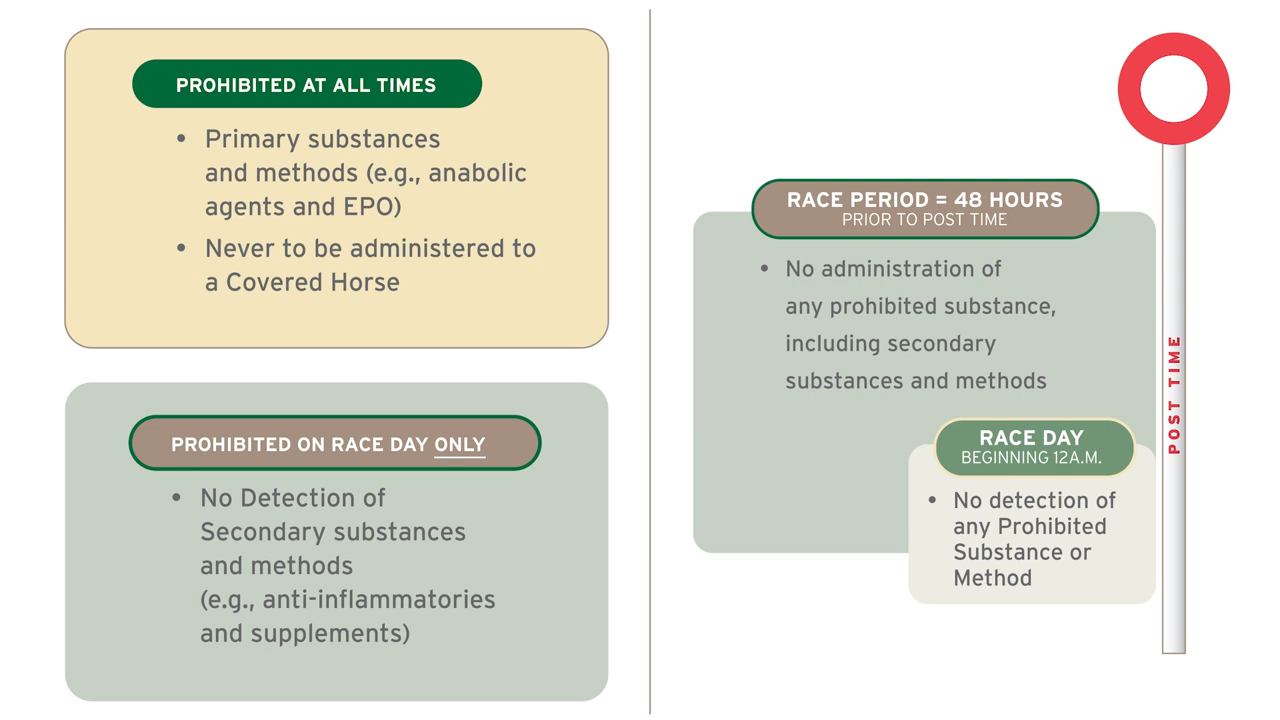 PROHIBITED AT ALL TIMES
• Primary substances
and methods (e.g., anabolic
agents and EPO)
• Never to be administered to
a Covered Horse
PROHIBITED ON RACE DAY ONLY
• No Detection of
Secondary substances
and methods
(e.g., anti-inflammatories
and supplements)
RACE PERIOD = 48 HOURS
PRIOR TO POST TIME
• No administration of
any prohibited substance,
including secondary
substances and methods
RACE DAY
BEGINNING 12A.M.
• No detection of
any Prohibited
Substance or
Method
POST TIME